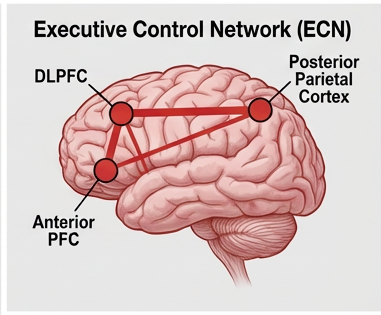 Executive Control Network (ECN)
DLPFC
Posterior
Parietal
Cortex
Anterior
PFC